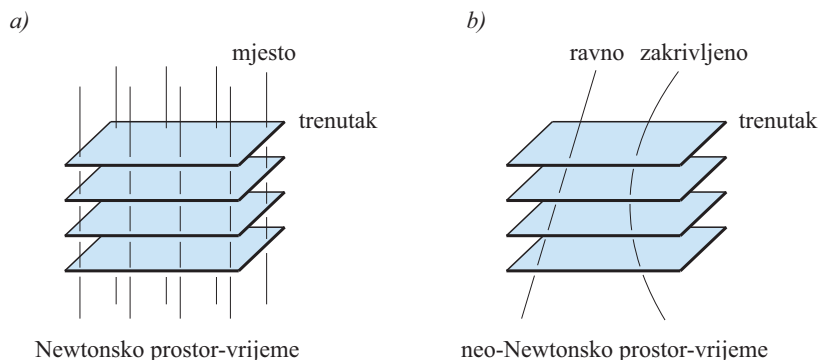 a)
mjesto
trenutak
Newtonsko prostor-vrijeme
b)
ravno
zakrivljeno
trenutak
neo-Newtonsko prostor-vrijeme